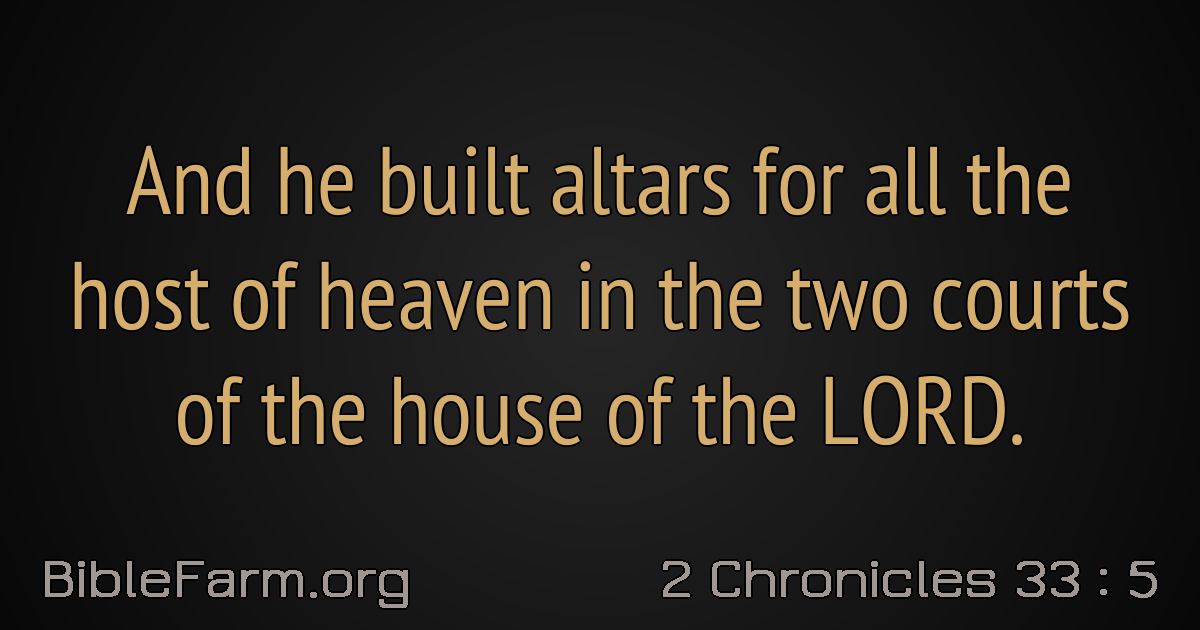 And he built altars for all the
host of heaven in the two courts
of the house of the LORD.
BibleFarm.org
2 Chronicles 33 : 5